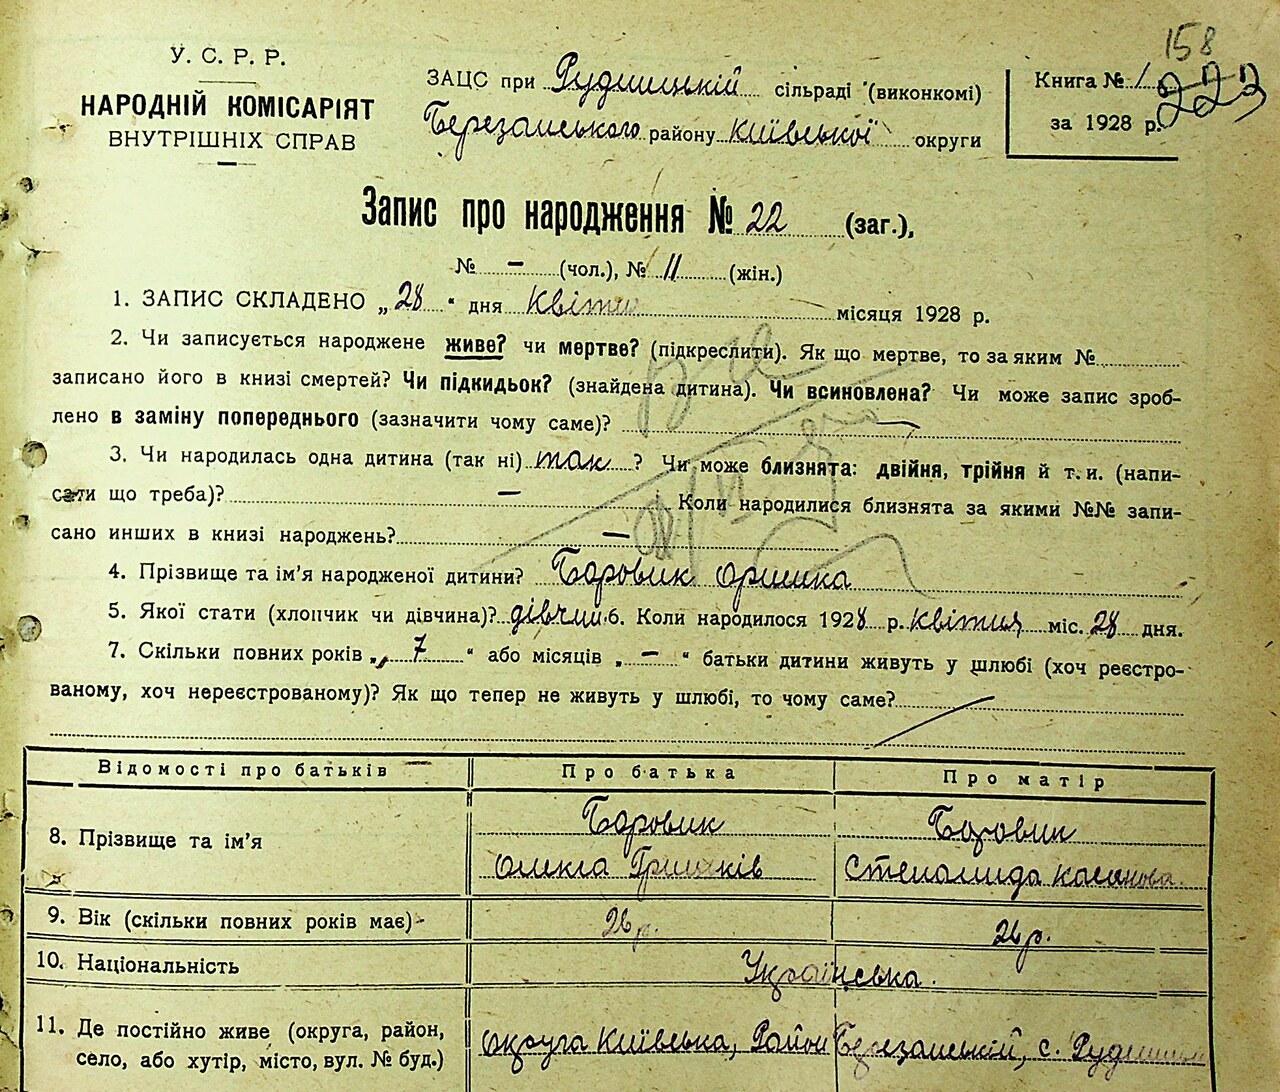 158
У. С. Р. Р.
НАРОДНІЙ КОМІСАРІЯТ
ВНУТРІШНІХ СПРАВ
ЗАЦС при Рудницькій сільраді (виконкомі)
Березанського району Київської округи
Книга № 1 223
за 1928 р.
Запис про народження № 22 (заг.),
№ – (чол.), № 11 (жін.)
1. ЗАПИС СКЛАДЕНО „28“ дня Квітня місяця 1928 р.
2. Чи записується народжене живе? чи мертве? (підкреслити). Як що мертве, то за яким №
записано його в книзі смертей? Чи підкидьок? (знайдена дитина). Чи всиновлена? Чи може запис зроб-
лено в заміну попереднього (зазначити чому саме)?
3. Чи народилась одна дитина (так ні) так ? Чи може близнята: двійня, трійня й т. и. (напи-
сати що треба)? – Коли народилися близнята за якими №№ запи-
сано инших в книзі народжень? –
4. Прізвище та ім'я народженої дитини? Боровик Оришка
5. Якої стати (хлопчик чи дівчина)? дівчин. 6. Коли народилось 1928 р. квітня міс. 28 дня.
7. Скільки повних років „ 7 “ або місяців „ – “ батьки дитини живуть у шлюбі (хоч реєстро-
ваному, хоч нереєстрованому)? Як що тепер не живуть у шлюбі, то чому саме?
Відомості про батьків Про батька Про матір
8. Прізвище та ім'я Боровик Боровик
Олекса Грицьків Степанида Касянова
9. Вік (скільки повних років має) 26 р. 26 р.
10. Національність Українська.
11. Де постійно живе (округа, район,
село, або хутір, місто, вул. № буд.) округа Київська, Район Березанський, с.